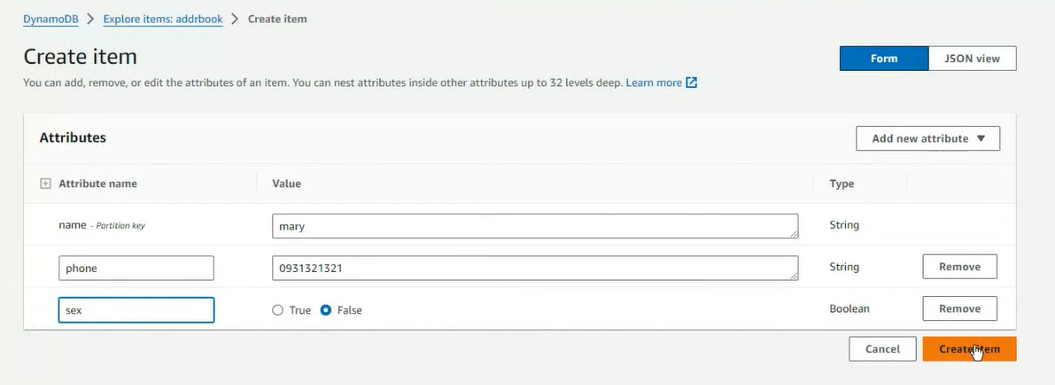 DynamoDB > Explore items: addrbook > Create item
Create item
Form JSON view
You can add, remove, or edit the attributes of an item. You can nest attributes inside other attributes up to 32 levels deep. Learn more
Attributes
Add new attribute
Attribute name Value Type
name - Partition key mary String
phone 0931321321 String Remove
sex True False Boolean Remove
Cancel Create item